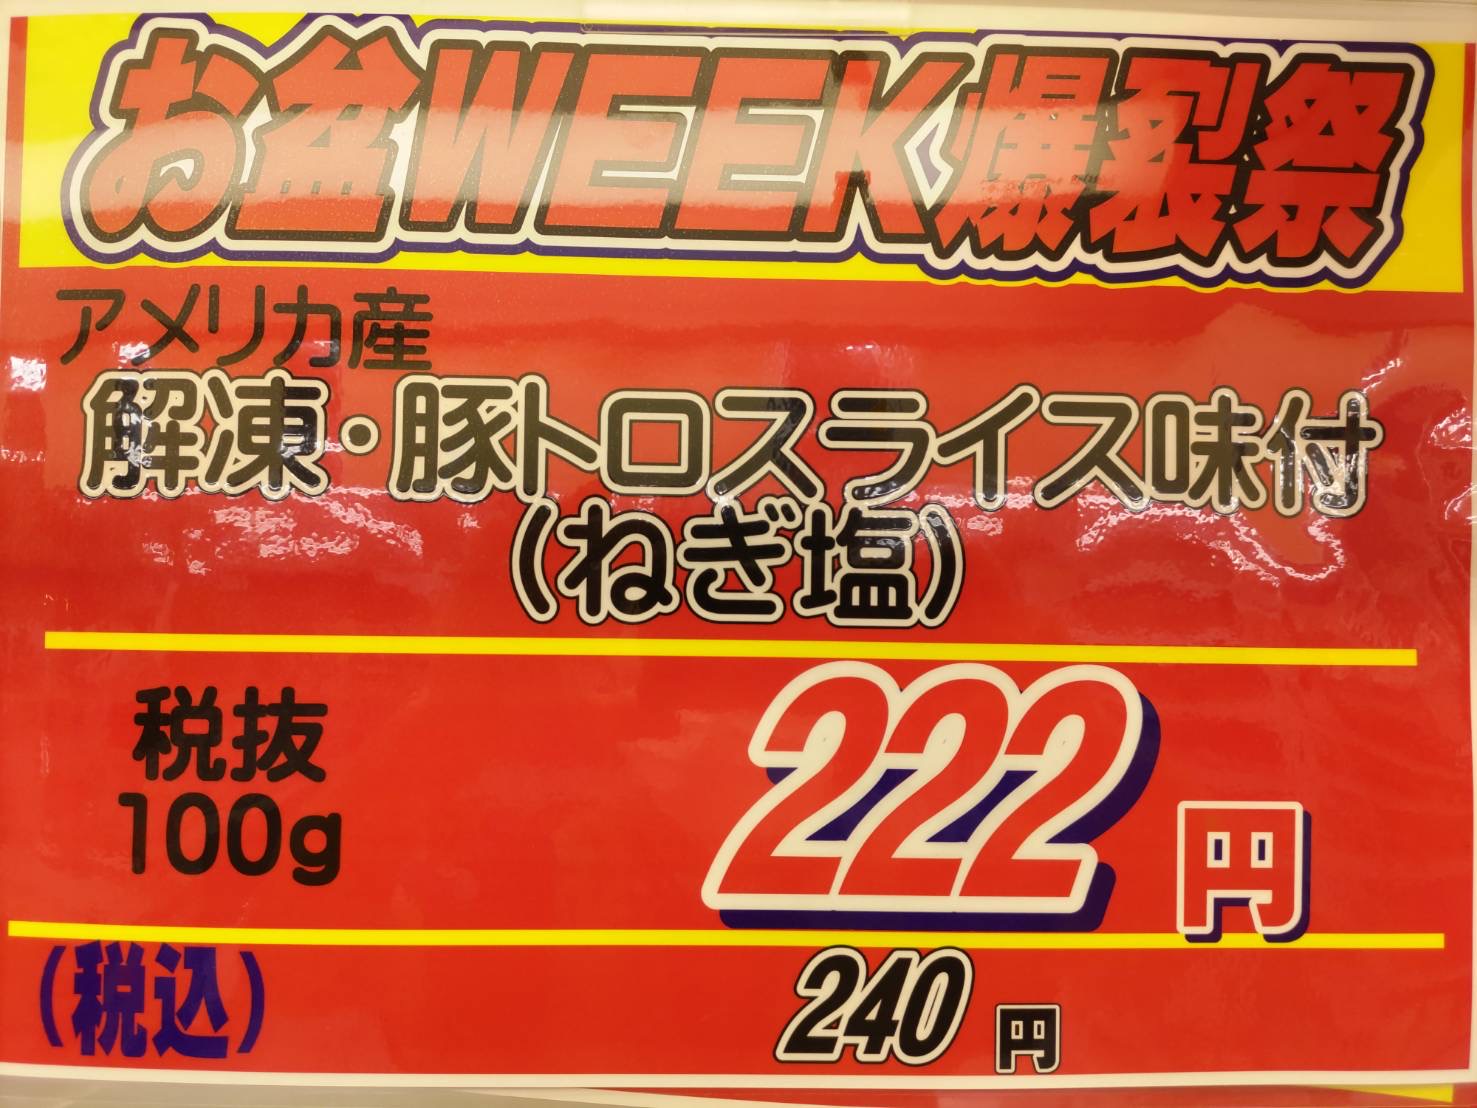 お盆WEEK爆裂祭
アメリカ産
解凍・豚トロスライス味付
(ねぎ塩)
税抜
100g
222円
(税込)
240円